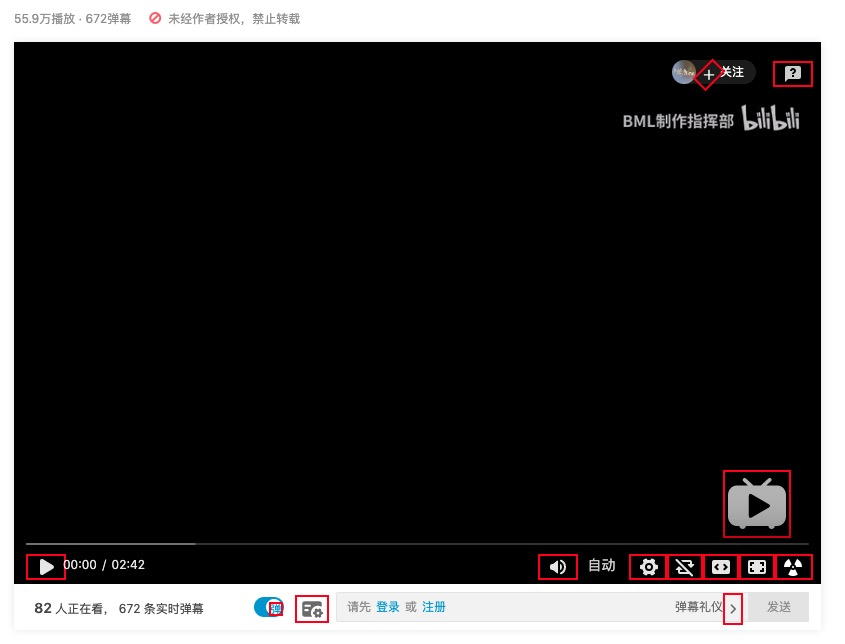 55.9万播放 · 672弹幕 未经作者授权，禁止转载
关注
BML制作指挥部 bilibili
00:00 / 02:42 自动
82 人正在看， 672 条实时弹幕 弹 请先 登录 或 注册 弹幕礼仪 发送